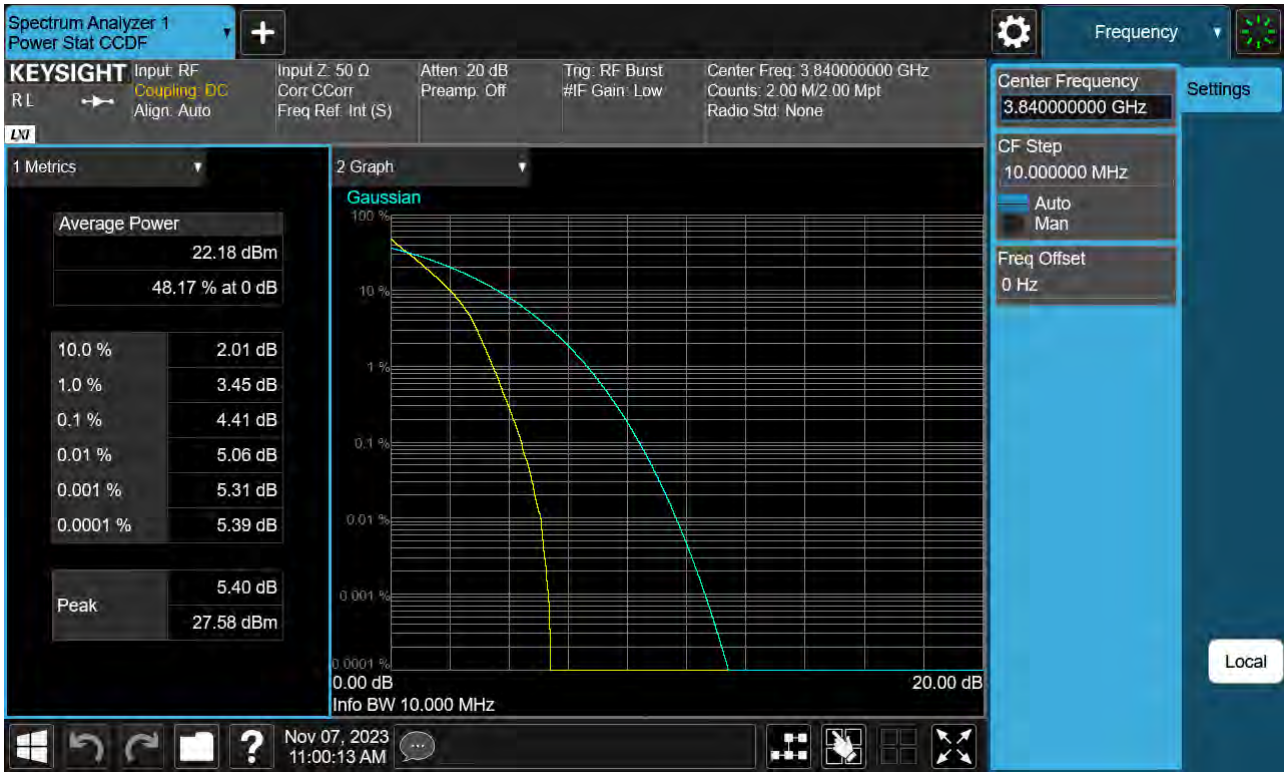 Spectrum Analyzer 1
Power Stat CCDF
+
Frequency
KEYSIGHT
RL
LXI
Input: RF
Coupling: DC
Align: Auto
Input Z: 50 Ω
Corr CCorr
Freq Ref: Int (S)
Atten: 20 dB
Preamp: Off
Trig: RF Burst
#IF Gain: Low
Center Freq: 3.840000000 GHz
Counts: 2.00 M/2.00 Mpt
Radio Std: None
Center Frequency
3.840000000 GHz
Settings
CF Step
10.000000 MHz
Auto
Man
Freq Offset
0 Hz
1 Metrics
Average Power
22.18 dBm
48.17 % at 0 dB
10.0 % 2.01 dB
1.0 % 3.45 dB
0.1 % 4.41 dB
0.01 % 5.06 dB
0.001 % 5.31 dB
0.0001 % 5.39 dB
Peak
5.40 dB
27.58 dBm
2 Graph
Gaussian
100 %
10 %
1 %
0.1 %
0.01 %
0.001 %
0.0001 %
0.00 dB 20.00 dB
Info BW 10.000 MHz
Local
?
Nov 07, 2023
11:00:13 AM